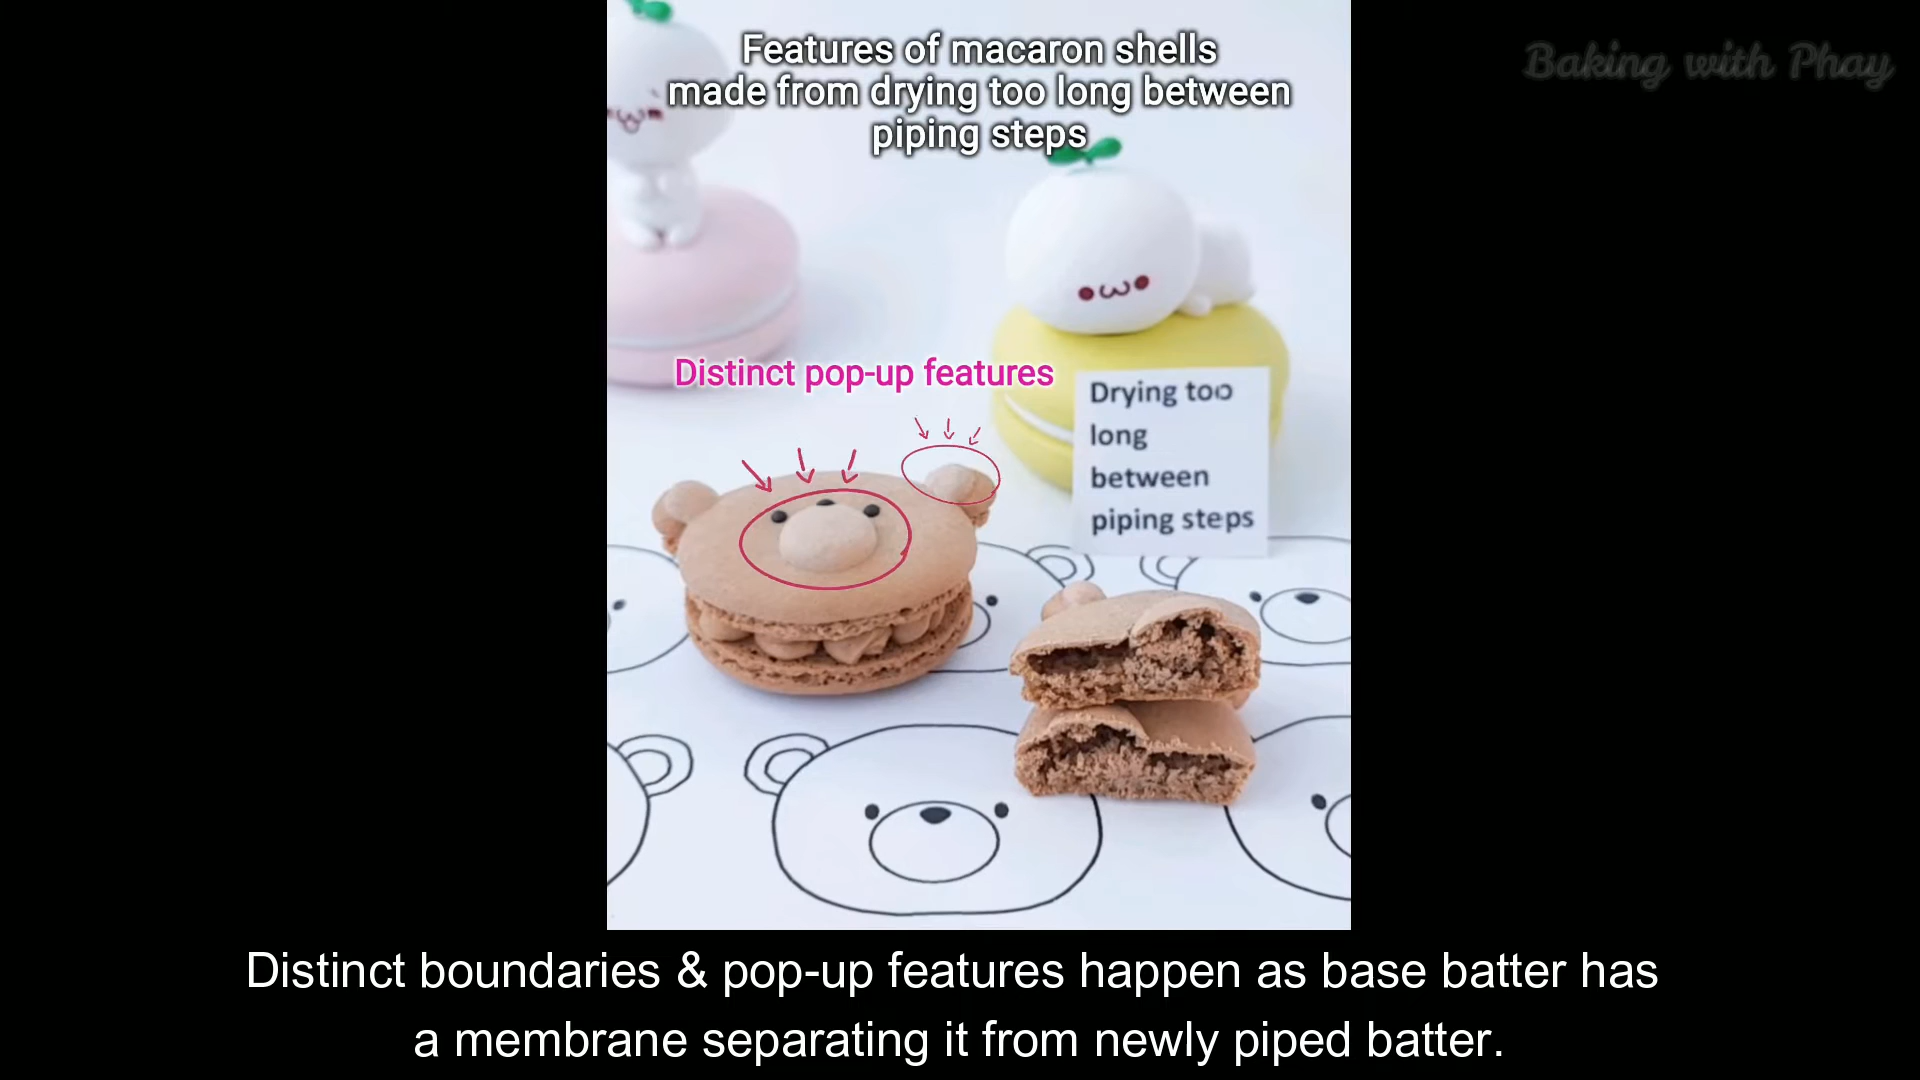 Features of macaron shells
made from drying too long between
piping steps
Baking with Phay
Distinct pop-up features
Drying too
long
between
piping steps
Distinct boundaries & pop-up features happen as base batter has
a membrane separating it from newly piped batter.